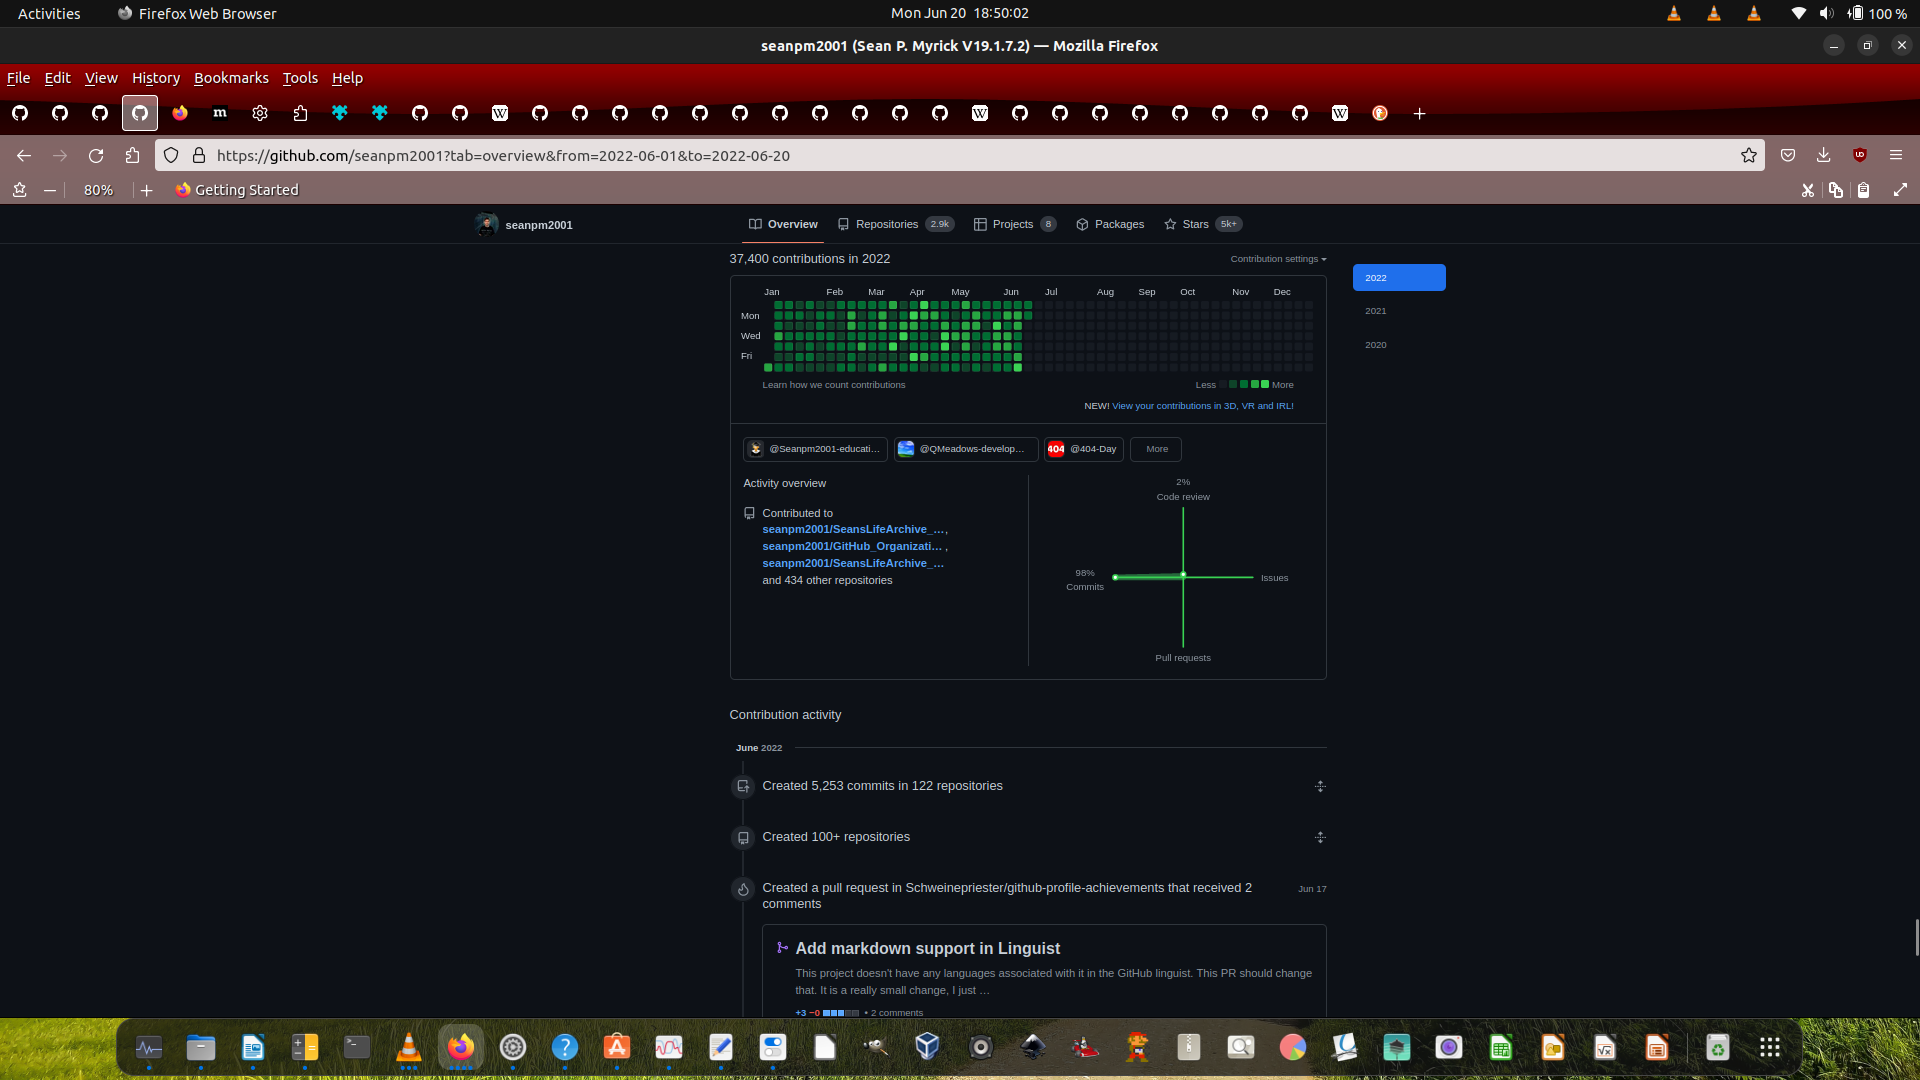 Activities
Firefox Web Browser
Mon Jun 20 18:50:02
100 %
seanpm2001 (Sean P. Myrick V19.1.7.2) — Mozilla Firefox
File Edit View History Bookmarks Tools Help
https://github.com/seanpm2001?tab=overview&from=2022-06-01&to=2022-06-20
80%
Getting Started
seanpm2001
Overview
Repositories 2.9k
Projects 8
Packages
Stars 5k+
37,400 contributions in 2022
Contribution settings
2022
2021
2020
Jan Feb Mar Apr May Jun Jul Aug Sep Oct Nov Dec
Mon
Wed
Fri
Learn how we count contributions
Less More
NEW! View your contributions in 3D, VR and IRL!
@Seanpm2001-educati...
@QMeadows-develop...
404 @404-Day
More
Activity overview
Contributed to
seanpm2001/SeansLifeArchive_...,
seanpm2001/GitHub_Organizati... ,
seanpm2001/SeansLifeArchive_...
and 434 other repositories
2%
Code review
98%
Commits
Issues
Pull requests
Contribution activity
June 2022
Created 5,253 commits in 122 repositories
Created 100+ repositories
Created a pull request in Schweinepriester/github-profile-achievements that received 2
comments
Jun 17
Add markdown support in Linguist
This project doesn't have any languages associated with it in the GitHub linguist. This PR should change
that. It is a really small change, I just …
+3 −0 • 2 comments